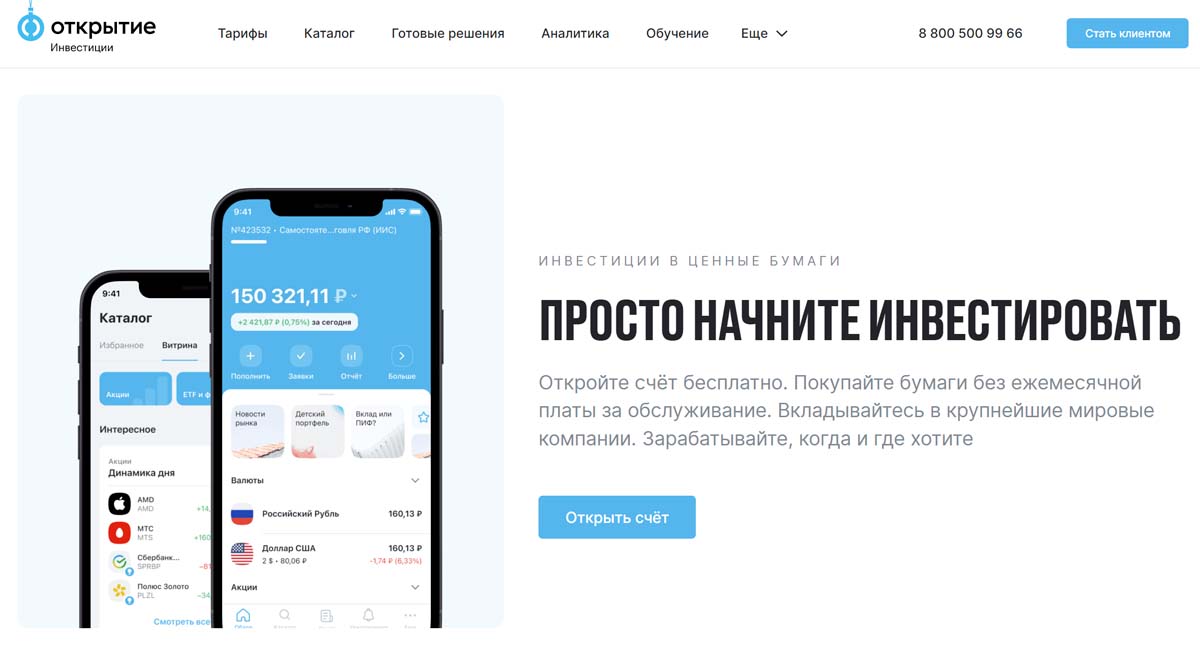 открытие
Инвестиции
Тарифы
Каталог
Готовые решения
Аналитика
Обучение
Еще
8 800 500 99 66
Стать клиентом
9:41
Каталог
Избранное
Витрина
Акции
ETF и ф
Интересное
Акции
Динамика дня
AMD
AMD
+14,
МТС
MTS
+160
Сбербанк...
SPRBP
-81
Полюс Золото
PLZL
-34
Смотреть все
9:41
№423532 • Самостояте...говля РФ (ИИС)
150 321,11 ₽
+2 421,87 ₽ (0,75%) за сегодня
Пополнить
Заявки
Отчёт
Больше
Новости
рынка
Детский
портфель
Вклад или
ПИФ?
Валюты
Российский Рубль
160,13 ₽
Доллар США
160,13 ₽
2 $ • 80,06 ₽
-1,74 ₽ (6,33%)
Акции
ИНВЕСТИЦИИ В ЦЕННЫЕ БУМАГИ
ПРОСТО НАЧНИТЕ ИНВЕСТИРОВАТЬ
Откройте счёт бесплатно. Покупайте бумаги без ежемесячной
платы за обслуживание. Вкладывайтесь в крупнейшие мировые
компании. Зарабатывайте, когда и где хотите
Открыть счёт